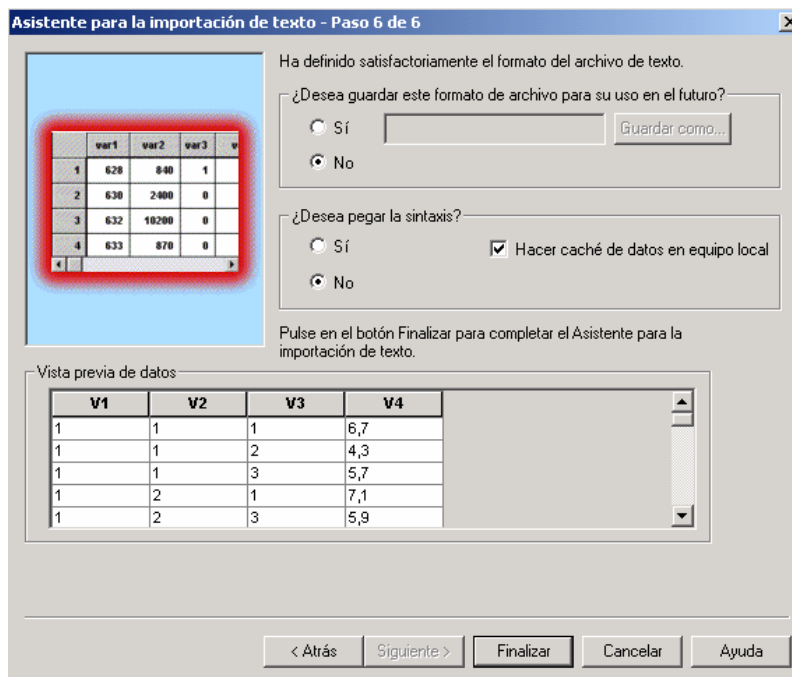 Asistente para la importación de texto - Paso 6 de 6
Ha definido satisfactoriamente el formato del archivo de texto.
¿Desea guardar este formato de archivo para su uso en el futuro?
Sí
Guardar como...
No
var1 var2 var3 v
1 628 840 1
2 630 2400 0
3 632 10200 0
4 633 870 0
¿Desea pegar la sintaxis?
Sí
Hacer caché de datos en equipo local
No
Pulse en el botón Finalizar para completar el Asistente para la
importación de texto.
Vista previa de datos
V1 V2 V3 V4
1 1 1 6,7
1 1 2 4,3
1 1 3 5,7
1 2 1 7,1
1 2 3 5,9
< Atrás Siguiente > Finalizar Cancelar Ayuda